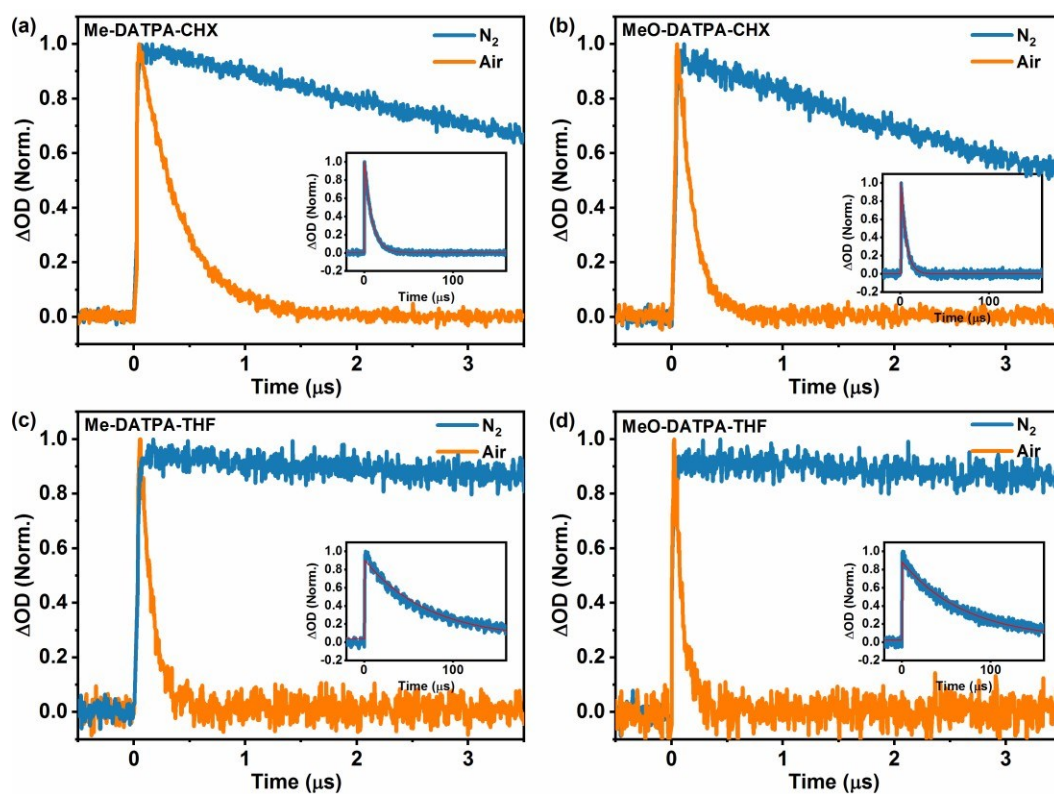 (a) Me-DATPA-CHX
N₂
Air
ΔOD (Norm.)
1.0
0.8
0.6
0.4
0.2
0.0
ΔOD (Norm.)
1.0
0.8
0.6
0.4
0.2
0.0
-0.2
0 100
Time (μs)
0 1 2 3
Time (μs)
(b) MeO-DATPA-CHX
N₂
Air
ΔOD (Norm.)
1.0
0.8
0.6
0.4
0.2
0.0
ΔOD (Norm.)
1.0
0.8
0.6
0.4
0.2
0.0
-0.2
0 100
Time (μs)
0 1 2 3
Time (μs)
(c) Me-DATPA-THF
N₂
Air
ΔOD (Norm.)
1.0
0.8
0.6
0.4
0.2
0.0
ΔOD (Norm.)
1.0
0.8
0.6
0.4
0.2
0.0
-0.2
0 100
Time (μs)
0 1 2 3
Time (μs)
(d) MeO-DATPA-THF
N₂
Air
ΔOD (Norm.)
1.0
0.8
0.6
0.4
0.2
0.0
ΔOD (Norm.)
1.0
0.8
0.6
0.4
0.2
0.0
-0.2
0 100
Time (μs)
0 1 2 3
Time (μs)